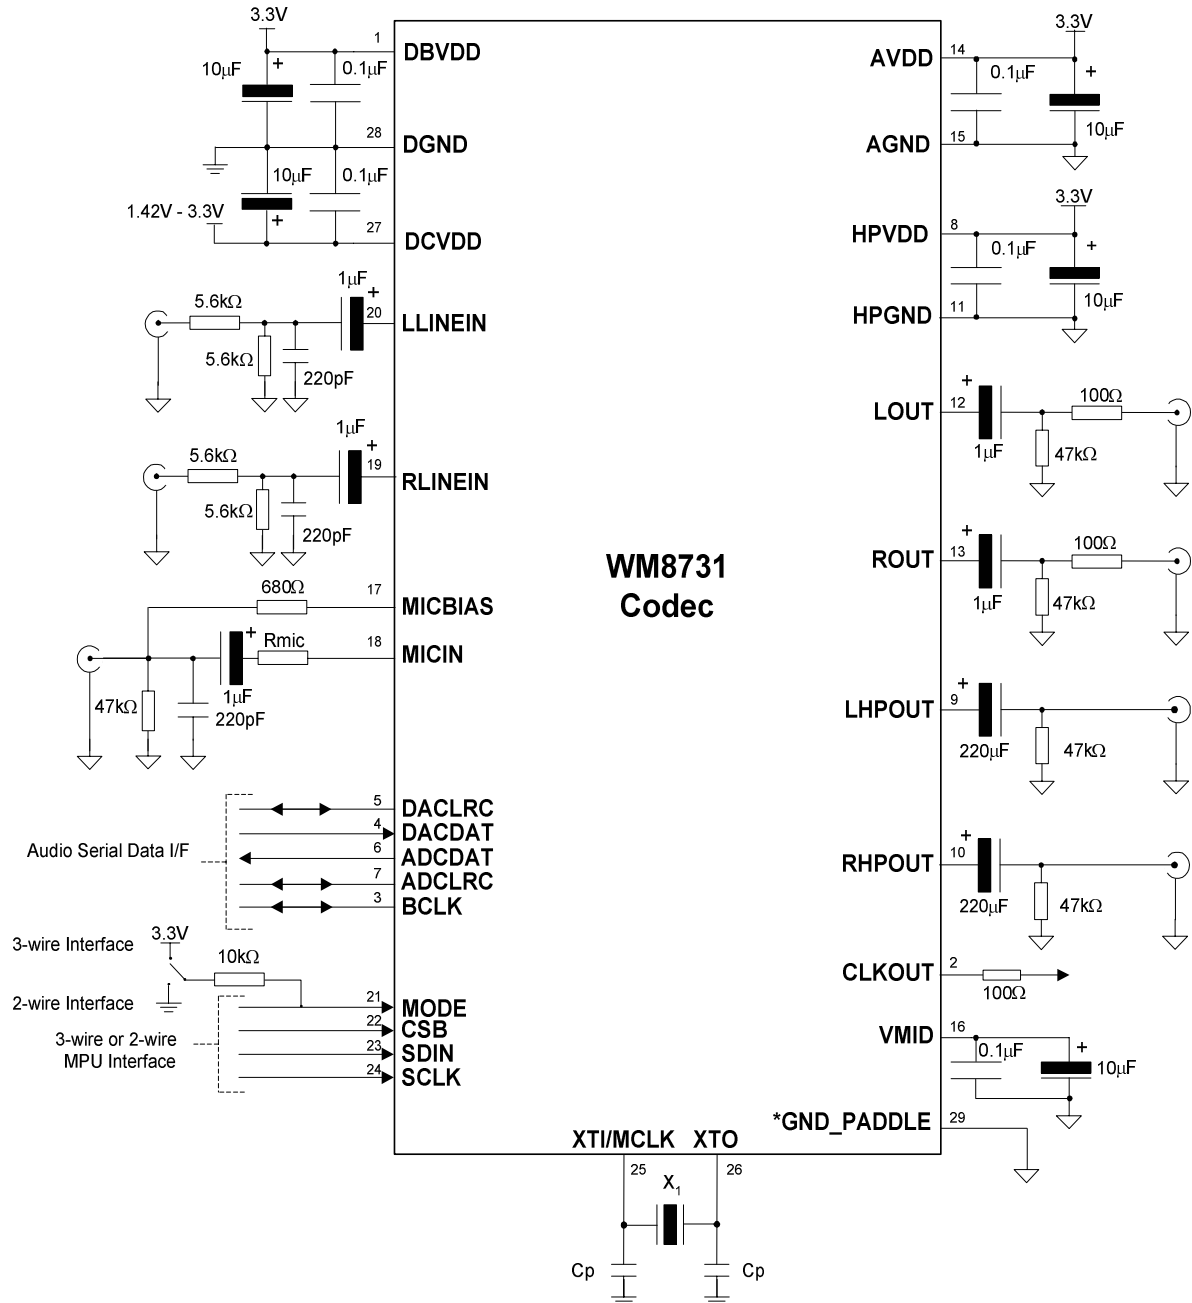 3.3V
1
DBVDD
10µF
+
0.1µF
28
DGND
10µF
0.1µF
+
1.42V - 3.3V
27
DCVDD
1µF
+
5.6kΩ
20
LLINEIN
5.6kΩ
220pF
1µF
+
5.6kΩ
19
RLINEIN
5.6kΩ
220pF
680Ω
17
MICBIAS
+
Rmic
18
MICIN
47kΩ
1µF
220pF
5
DACLRC
4
DACDAT
Audio Serial Data I/F
6
ADCDAT
7
ADCLRC
3
BCLK
3.3V
3-wire Interface
10kΩ
2-wire Interface
21
MODE
22
CSB
3-wire or 2-wire
MPU Interface
23
SDIN
24
SCLK
WM8731
Codec
3.3V
AVDD
14
0.1µF
+
10µF
AGND
15
3.3V
HPVDD
8
0.1µF
+
10µF
HPGND
11
+
100Ω
LOUT
12
1µF
47kΩ
+
100Ω
ROUT
13
1µF
47kΩ
+
LHPOUT
9
220µF
47kΩ
+
RHPOUT
10
220µF
47kΩ
CLKOUT
2
100Ω
VMID
16
0.1µF
+
10µF
*GND_PADDLE
29
XTI/MCLK
XTO
25
26
X1
Cp
Cp